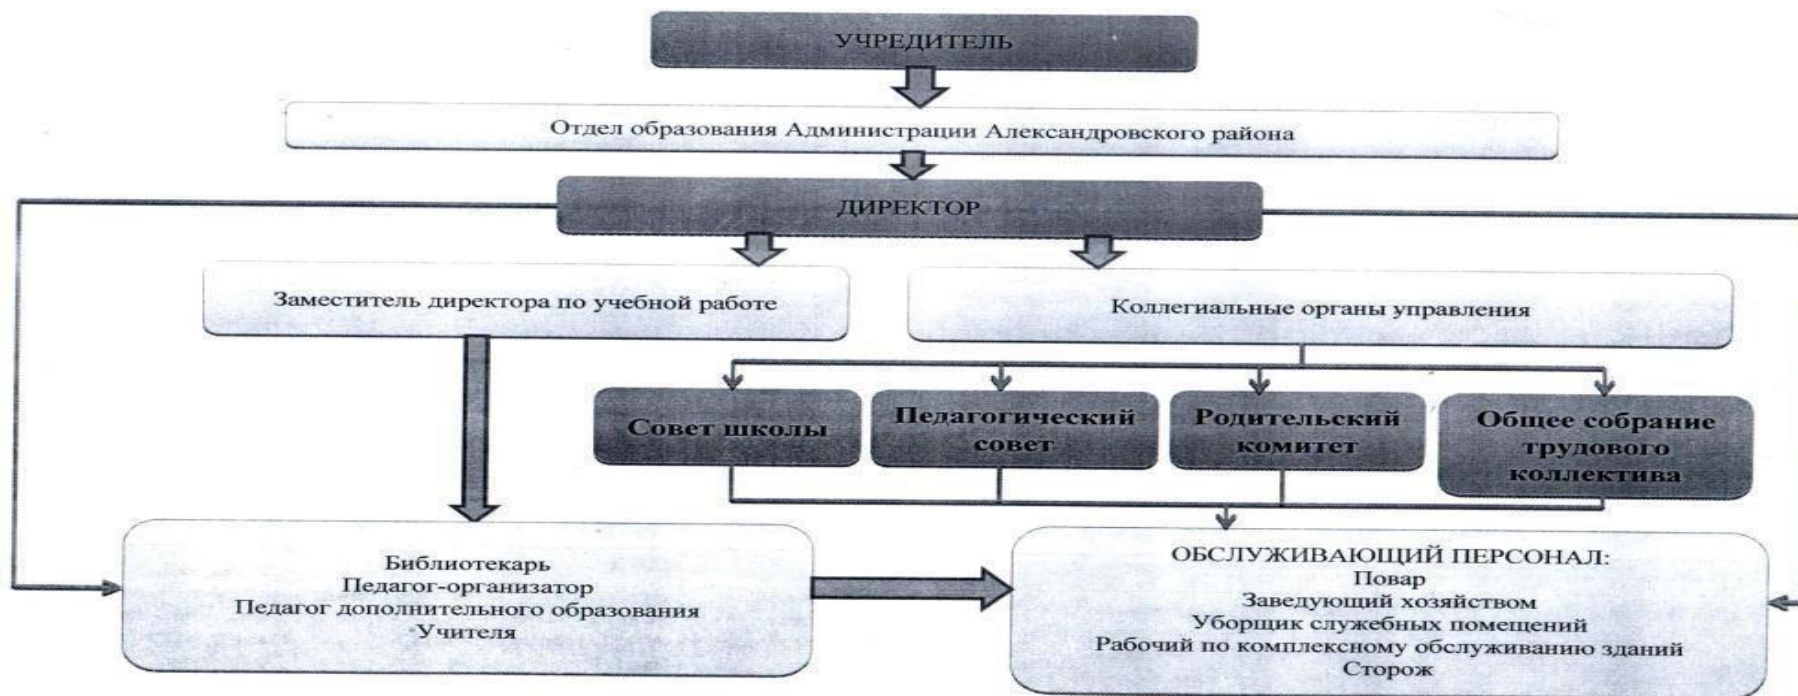 УЧРЕДИТЕЛЬ
Отдел образования Администрации Александровского района
ДИРЕКТОР
Заместитель директора по учебной работе
Коллегиальные органы управления
Совет школы
Педагогический
совет
Родительский
комитет
Общее собрание
трудового
коллектива
Библиотекарь
Педагог-организатор
Педагог дополнительного образования
Учителя
ОБСЛУЖИВАЮЩИЙ ПЕРСОНАЛ:
Повар
Заведующий хозяйством
Уборщик служебных помещений
Рабочий по комплексному обслуживанию зданий
Сторож